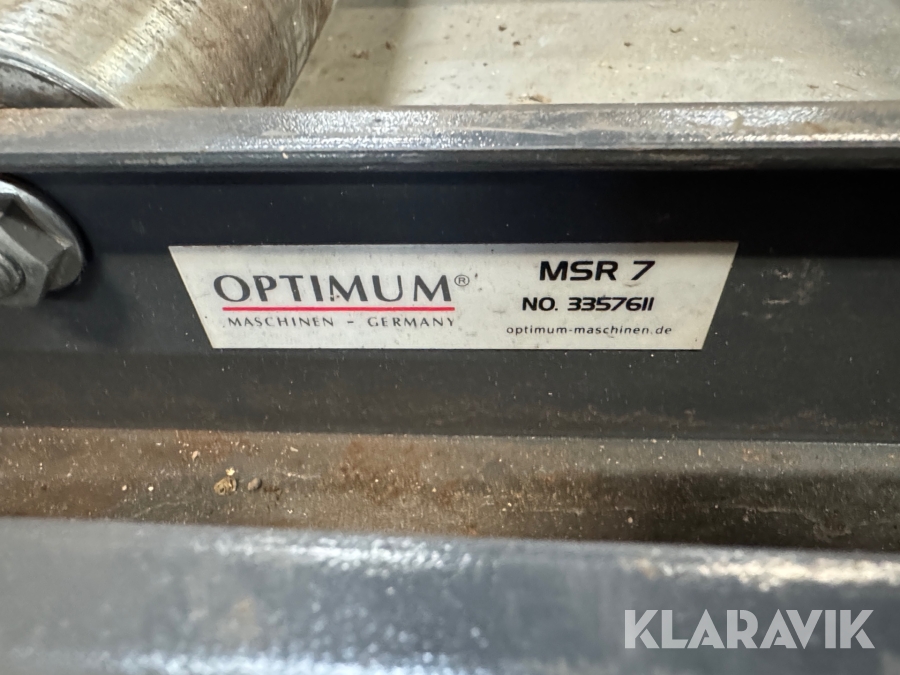 OPTIMUM®
MASCHINEN - GERMANY
MSR 7
NO. 3357611
optimum-maschinen.de
KLARAVIK